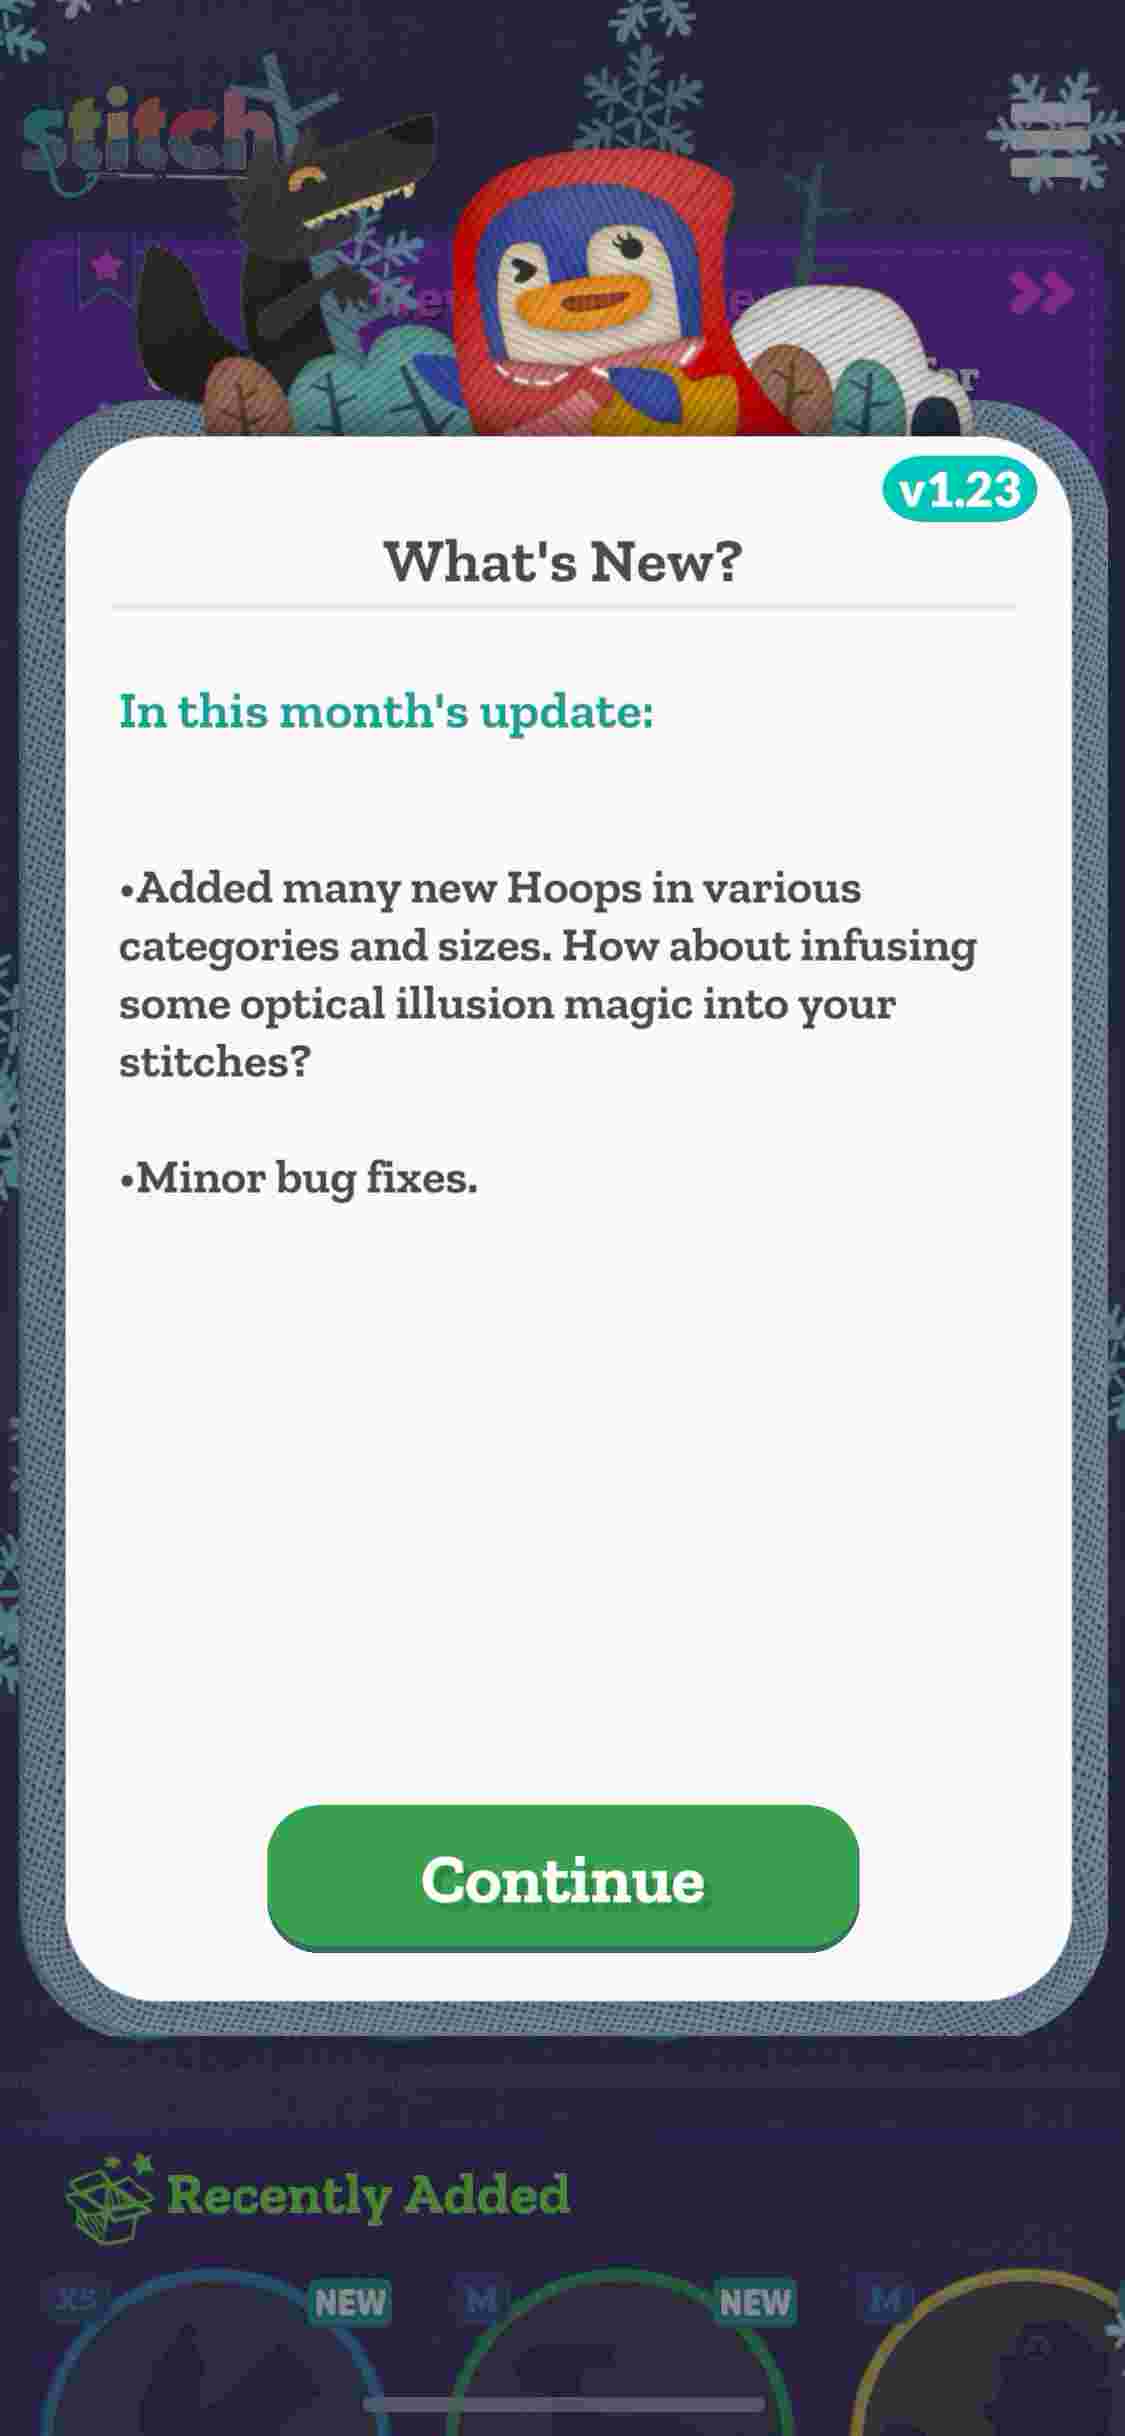 stitch
v1.23
What's New?
In this month's update:
•Added many new Hoops in various
categories and sizes. How about infusing
some optical illusion magic into your
stitches?
•Minor bug fixes.
Continue
Recently Added
XS
NEW
M
NEW
M